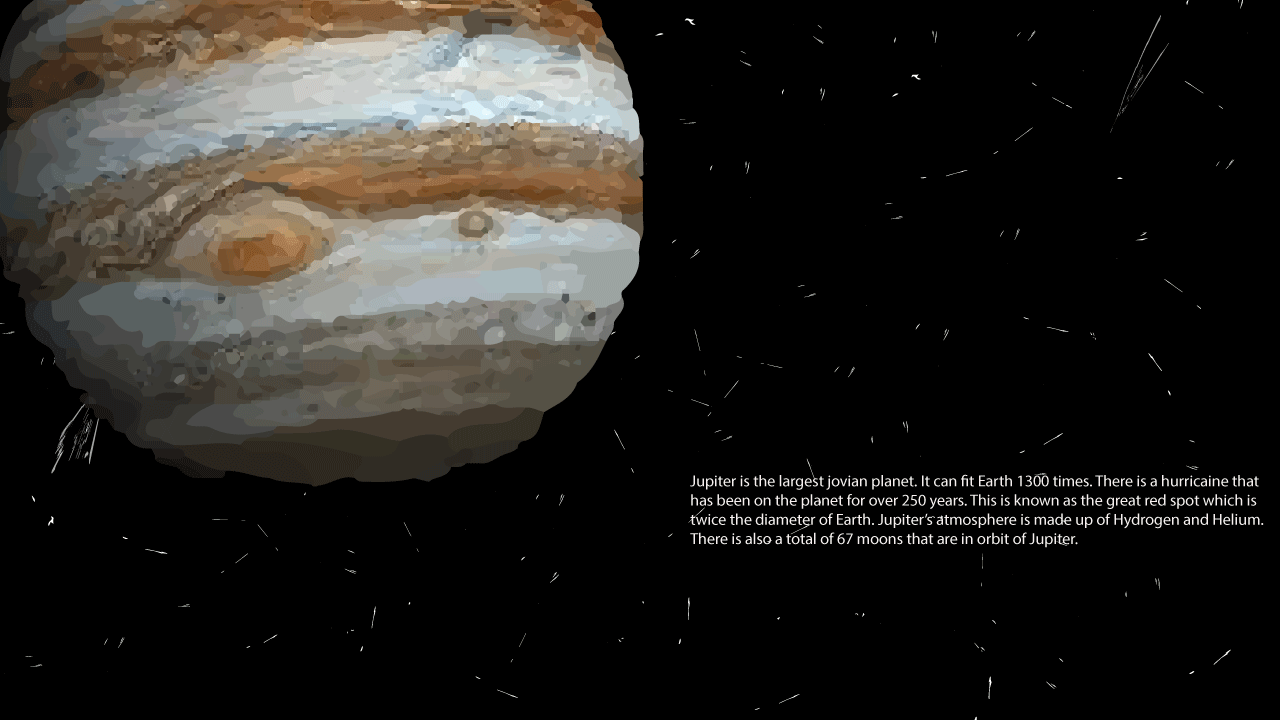 Jupiter is the largest jovian planet. It can fit Earth 1300 times. There is a hurricaine that
has been on the planet for over 250 years. This is known as the great red spot which is
twice the diameter of Earth. Jupiter's atmosphere is made up of Hydrogen and Helium.
There is also a total of 67 moons that are in orbit of Jupiter.